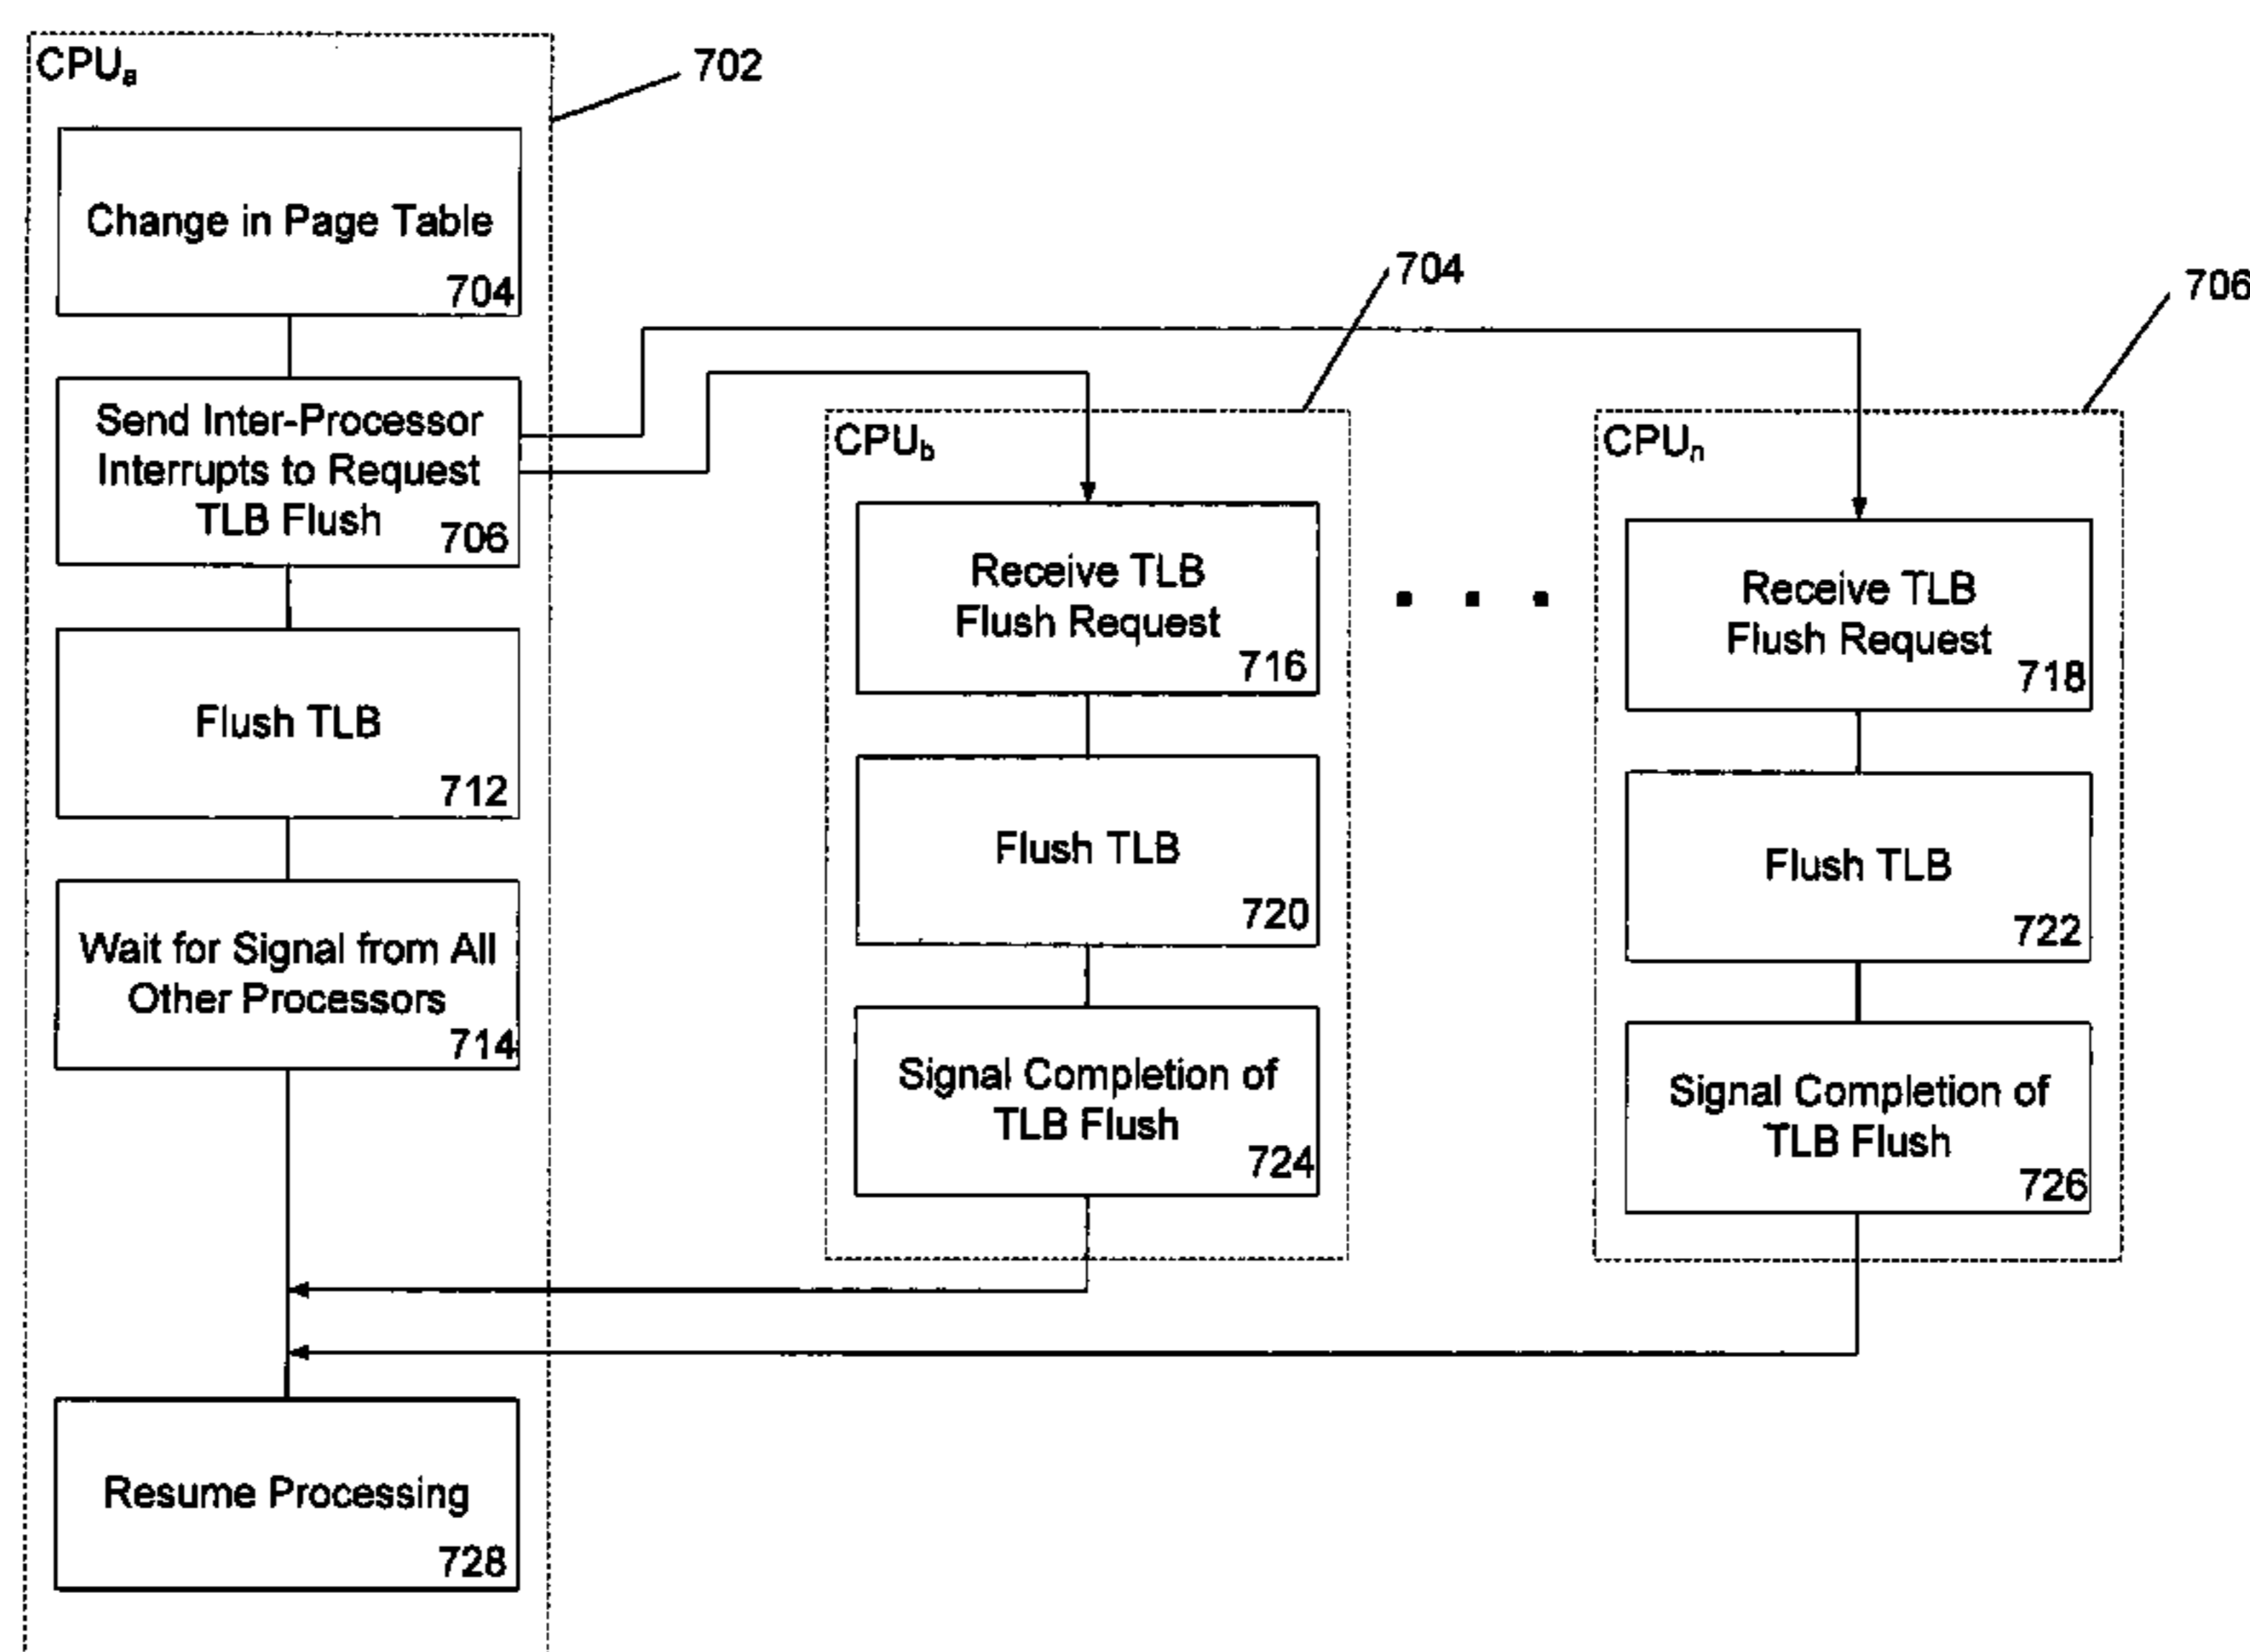 CPUa
702
Change in Page Table
704
Send Inter-Processor
Interrupts to Request
TLB Flush
706
Flush TLB
712
Wait for Signal from All
Other Processors
714
Resume Processing
728
704
CPUb
Receive TLB
Flush Request
716
Flush TLB
720
Signal Completion of
TLB Flush
724
706
CPUn
Receive TLB
Flush Request
718
Flush TLB
722
Signal Completion of
TLB Flush
726